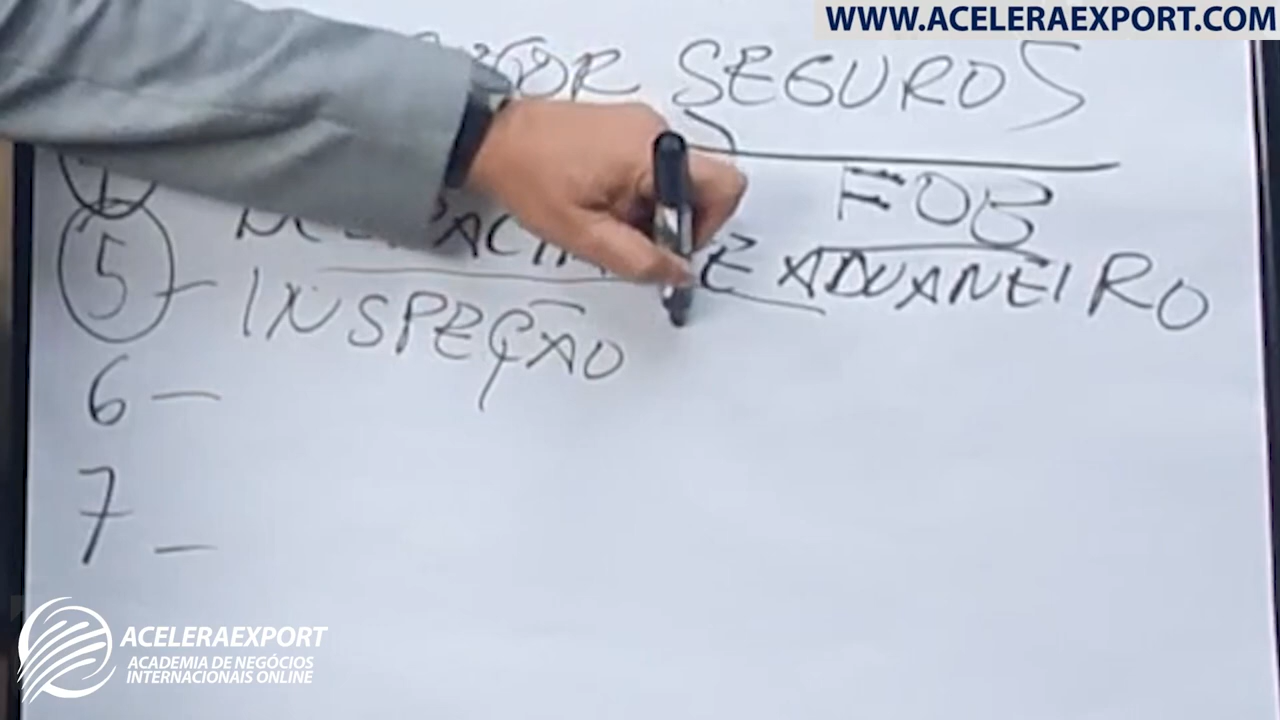 WWW.ACELERAEXPORT.COM
SEGUROS
FOB
ADUANEIRO
5 - INSPEÇÃO
6 -
7 -
ACELERAEXPORT
ACADEMIA DE NEGÓCIOS
INTERNACIONAIS ONLINE